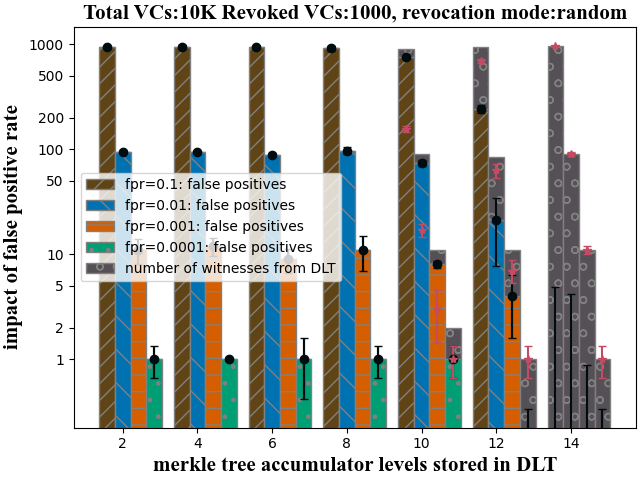 Total VCs:10K Revoked VCs:1000, revocation mode:random
impact of false positive rate
1000
500
200
100
50
10
5
2
1
fpr=0.1: false positives
fpr=0.01: false positives
fpr=0.001: false positives
fpr=0.0001: false positives
number of witnesses from DLT
2 4 6 8 10 12 14
merkle tree accumulator levels stored in DLT